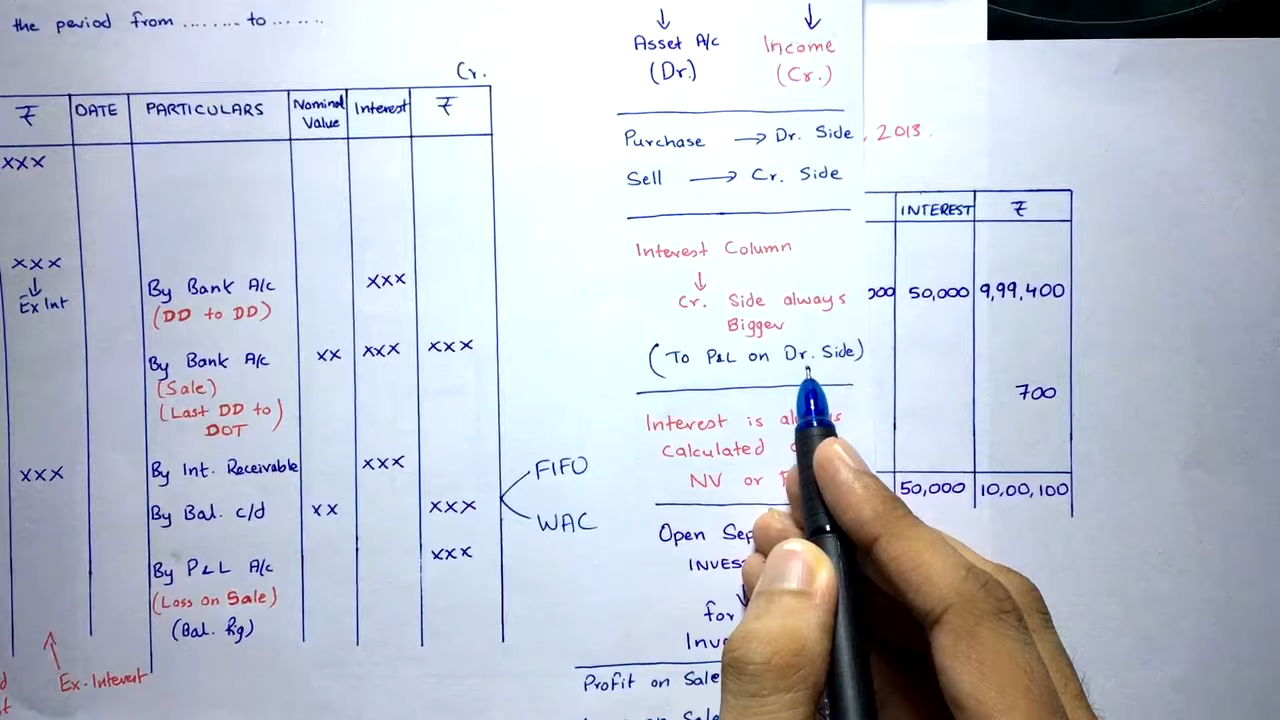 the period from ........ to .......
Cr.
₹ DATE PARTICULARS Nominal Value Interest ₹
xxx
xxx
Ex Int
By Bank A/c xxx
(DD to DD)
By Bank A/c xx xxx xxx
(Sale)
(Last DD to)
DOT
xxx By Int. Receivable xxx
By Bal. c/d xx xxx
By P&L A/c xxx
(Loss on Sale)
(Bal. fig)
Ex-Interest
FIFO
WAC
Asset A/c Income
(Dr.) (Cr.)
Purchase → Dr. Side
Sell → Cr. Side
Interest Column
Cr. Side always
Bigger
(To P&L on Dr. Side)
Interest is
Calculated
NV or
Open
INVES
for
Profit on Sale
, 2013.
INTEREST ₹
50,000 9,99,400
700
50,000 10,00,100